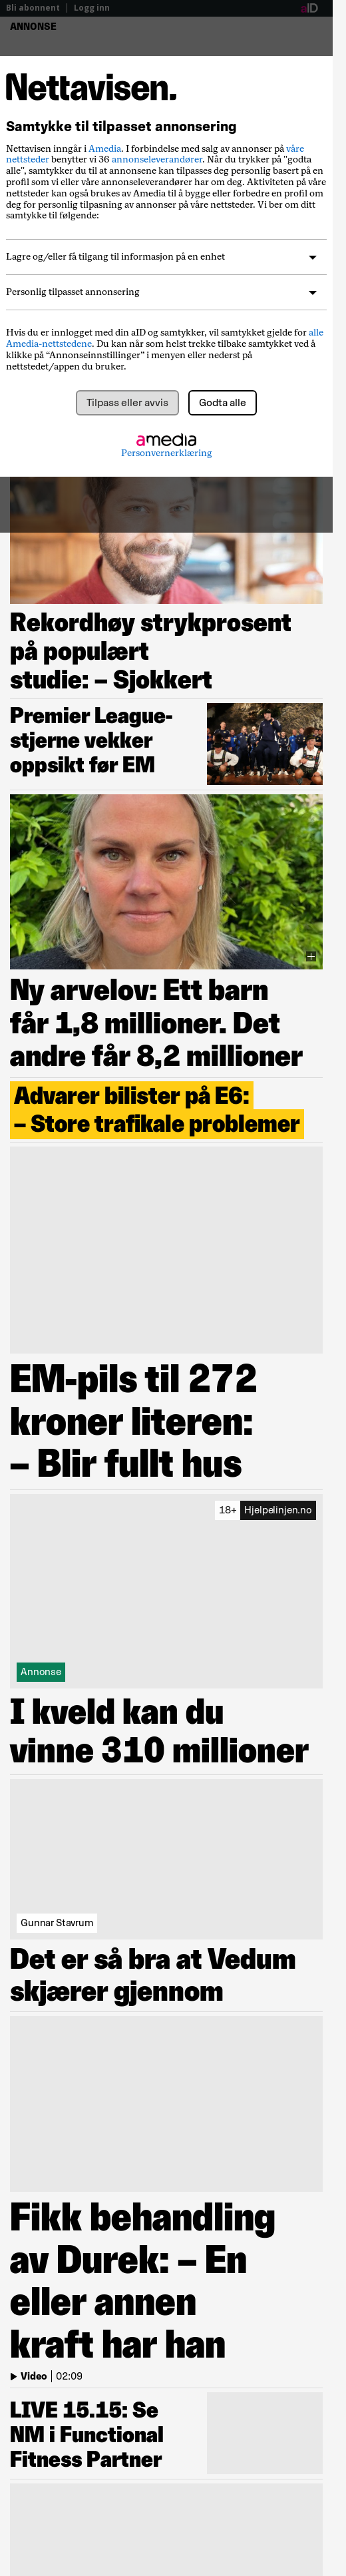 Bli abonnent | Logg inn
aID
ANNONSE
Nettavisen.
Samtykke til tilpasset annonsering
Nettavisen inngår i Amedia. I forbindelse med salg av annonser på våre
nettsteder benytter vi 36 annonseleverandører. Når du trykker på "godta
alle", samtykker du til at annonsene kan tilpasses deg personlig basert på en
profil som vi eller våre annonseleverandører har om deg. Aktiviteten på våre
nettsteder kan også brukes av Amedia til å bygge eller forbedre en profil om
deg for personlig tilpasning av annonser på våre nettsteder. Vi ber om ditt
samtykke til følgende:
Lagre og/eller få tilgang til informasjon på en enhet
Personlig tilpasset annonsering
Hvis du er innlogget med din aID og samtykker, vil samtykket gjelde for alle
Amedia-nettstedene. Du kan når som helst trekke tilbake samtykket ved å
klikke på “Annonseinnstillinger” i menyen eller nederst på
nettstedet/appen du bruker.
Tilpass eller avvis
Godta alle
amedia
Personvernerklæring
Rekordhøy strykprosent
på populært
studie: – Sjokkert
Premier League-
stjerne vekker
oppsikt før EM
Ny arvelov: Ett barn
får 1,8 millioner. Det
andre får 8,2 millioner
Advarer bilister på E6:
– Store trafikale problemer
EM-pils til 272
kroner literen:
– Blir fullt hus
18+ Hjelpelinjen.no
Annonse
I kveld kan du
vinne 310 millioner
Gunnar Stavrum
Det er så bra at Vedum
skjærer gjennom
Fikk behandling
av Durek: – En
eller annen
kraft har han
Video | 02:09
LIVE 15.15: Se
NM i Functional
Fitness Partner